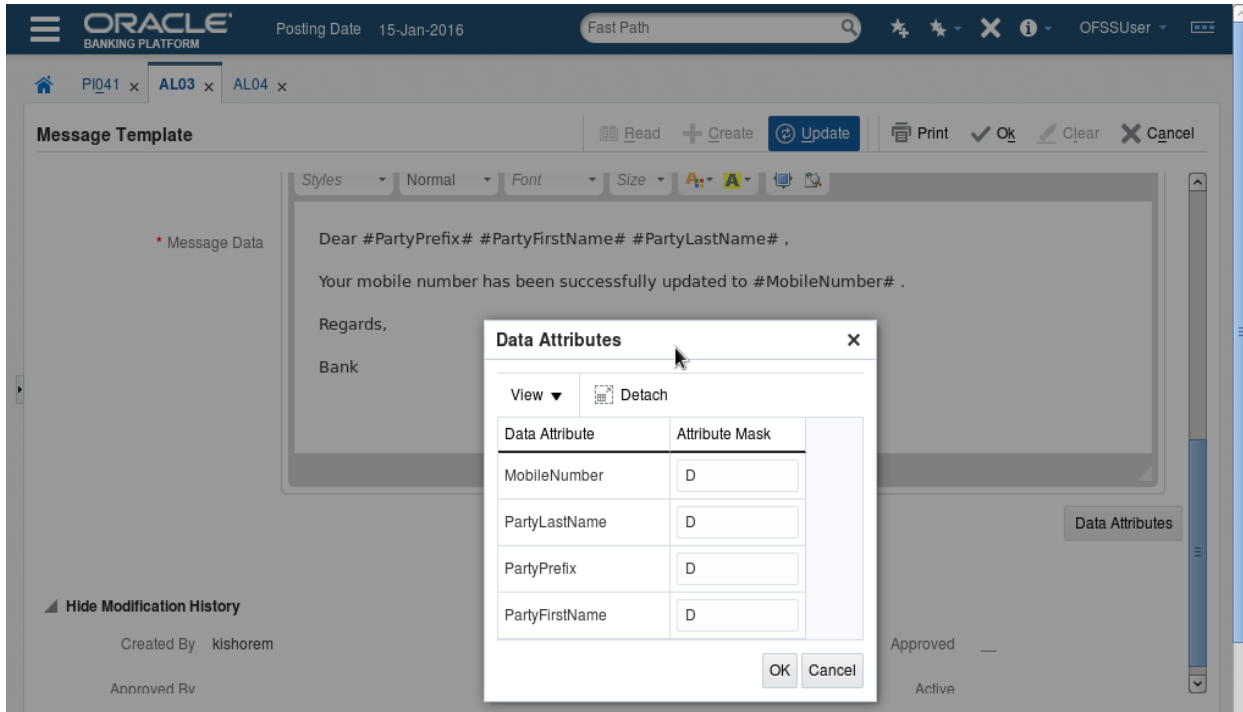 ORACLE
BANKING PLATFORM
Posting Date 15-Jan-2016
Fast Path
OFSSUser
PI041 x AL03 x AL04 x
Message Template
Read Create Update Print Ok Clear Cancel
Styles Normal Font Size
* Message Data
Dear #PartyPrefix# #PartyFirstName# #PartyLastName# ,
Your mobile number has been successfully updated to #MobileNumber# .
Regards,
Bank
Data Attributes
View Detach
Data Attribute Attribute Mask
MobileNumber D
PartyLastName D
PartyPrefix D
PartyFirstName D
OK Cancel
Data Attributes
Hide Modification History
Created By kishorem
Approved __
Approved By
Active